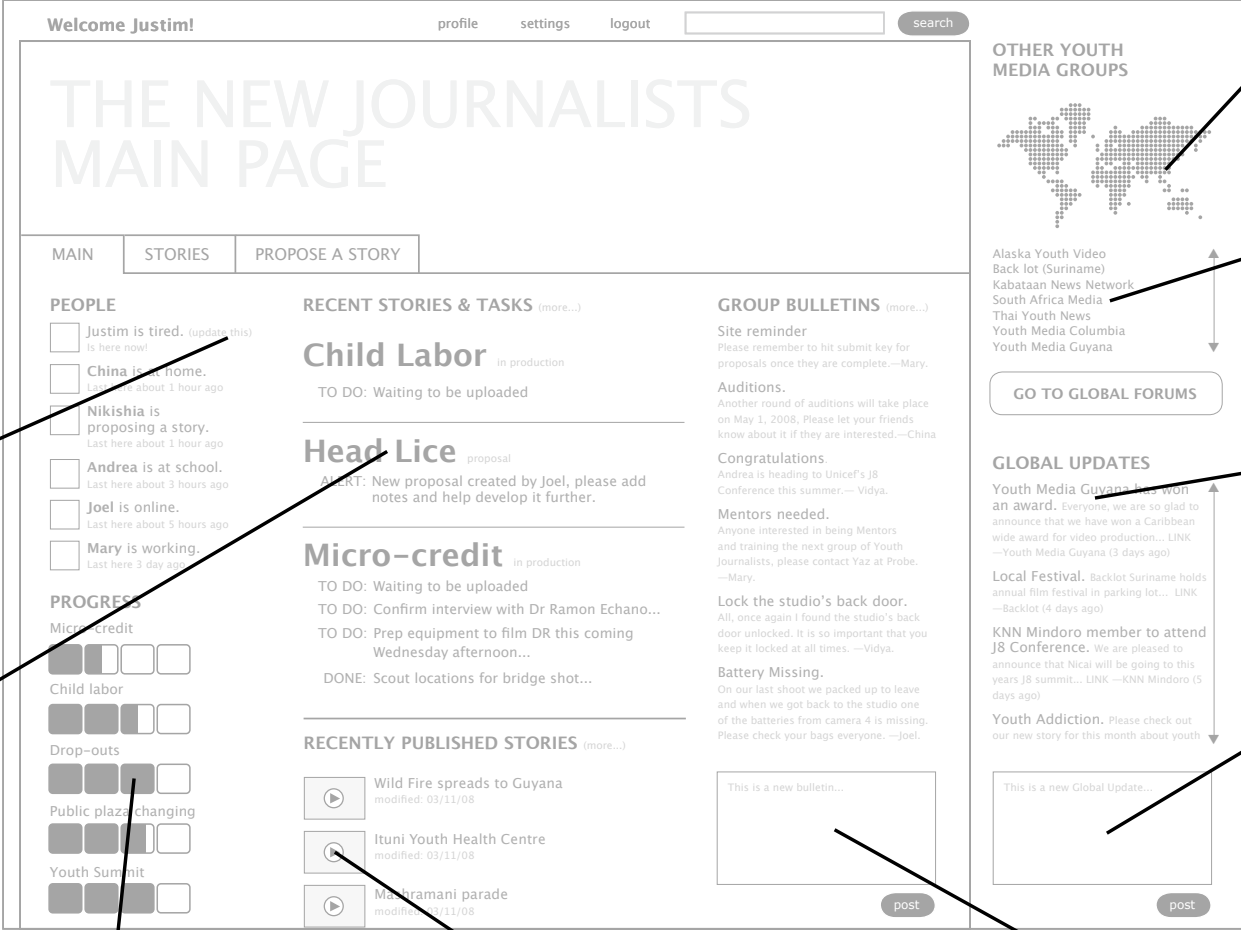 Welcome Justim!
profile
settings
logout
search
THE NEW JOURNALISTS
MAIN PAGE
MAIN
STORIES
PROPOSE A STORY
PEOPLE
Justim is tired. (update this)
Is here now!
China is at home.
Last here about 1 hour ago
Nikishia is
proposing a story.
Last here about 1 hour ago
Andrea is at school.
Last here about 3 hours ago
Joel is online.
Last here about 5 hours ago
Mary is working.
Last here 3 day ago
PROGRESS
Micro-credit
Child labor
Drop-outs
Public plaza changing
Youth Summit
RECENT STORIES & TASKS (more...)
Child Labor in production
TO DO: Waiting to be uploaded
Head Lice proposal
ALERT: New proposal created by Joel, please add
notes and help develop it further.
Micro-credit in production
TO DO: Waiting to be uploaded
TO DO: Confirm interview with Dr Ramon Echano...
TO DO: Prep equipment to film DR this coming
Wednesday afternoon...
DONE: Scout locations for bridge shot...
RECENTLY PUBLISHED STORIES (more...)
Wild Fire spreads to Guyana
modified: 03/11/08
Ituni Youth Health Centre
modified: 03/11/08
Mashramani parade
modified: 03/11/08
GROUP BULLETINS (more...)
Site reminder
Please remember to hit submit key for
proposals once they are complete.—Mary.
Auditions.
Another round of auditions will take place
on May 1, 2008, Please let your friends
know about it if they are interested.—China
Congratulations.
Andrea is heading to Unicef's J8
Conference this summer.— Vidya.
Mentors needed.
Anyone interested in being Mentors
and training the next group of Youth
Journalists, please contact Yaz at Probe.
—Mary.
Lock the studio's back door.
All, once again I found the studio's back
door unlocked. It is so important that you
keep it locked at all times. —Vidya.
Battery Missing.
On our last shoot we packed up to leave
and when we got back to the studio one
of the batteries from camera 4 is missing.
Please check your bags everyone. —Joel.
This is a new bulletin...
post
OTHER YOUTH
MEDIA GROUPS
Alaska Youth Video
Back lot (Suriname)
Kabataan News Network
South Africa Media
Thai Youth News
Youth Media Columbia
Youth Media Guyana
GO TO GLOBAL FORUMS
GLOBAL UPDATES
Youth Media Guyana has won
an award. Everyone, we are so glad to
announce that we have won a Caribbean
wide award for video production... LINK
—Youth Media Guyana (3 days ago)
Local Festival. Backlot Suriname holds
annual film festival in parking lot... LINK
—Backlot (4 days ago)
KNN Mindoro member to attend
J8 Conference. We are pleased to
announce that Nicai will be going to this
years J8 summit... LINK —KNN Mindoro (5
days ago)
Youth Addiction. Please check out
our new story for this month about youth
This is a new Global Update...
post